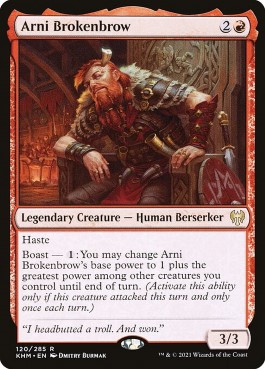 Arni Brokenbrow 2
Legendary Creature — Human Berserker
Haste
Boast — 1: You may change Arni
Brokenbrow's base power to 1 plus the
greatest power among other creatures you
control until end of turn. (Activate this ability
only if this creature attacked this turn and only
once each turn.)
"I headbutted a troll. And won."
3/3
120/285 R
KHM • EN Dmitry Burmak
™ & © 2021 Wizards of the Coast